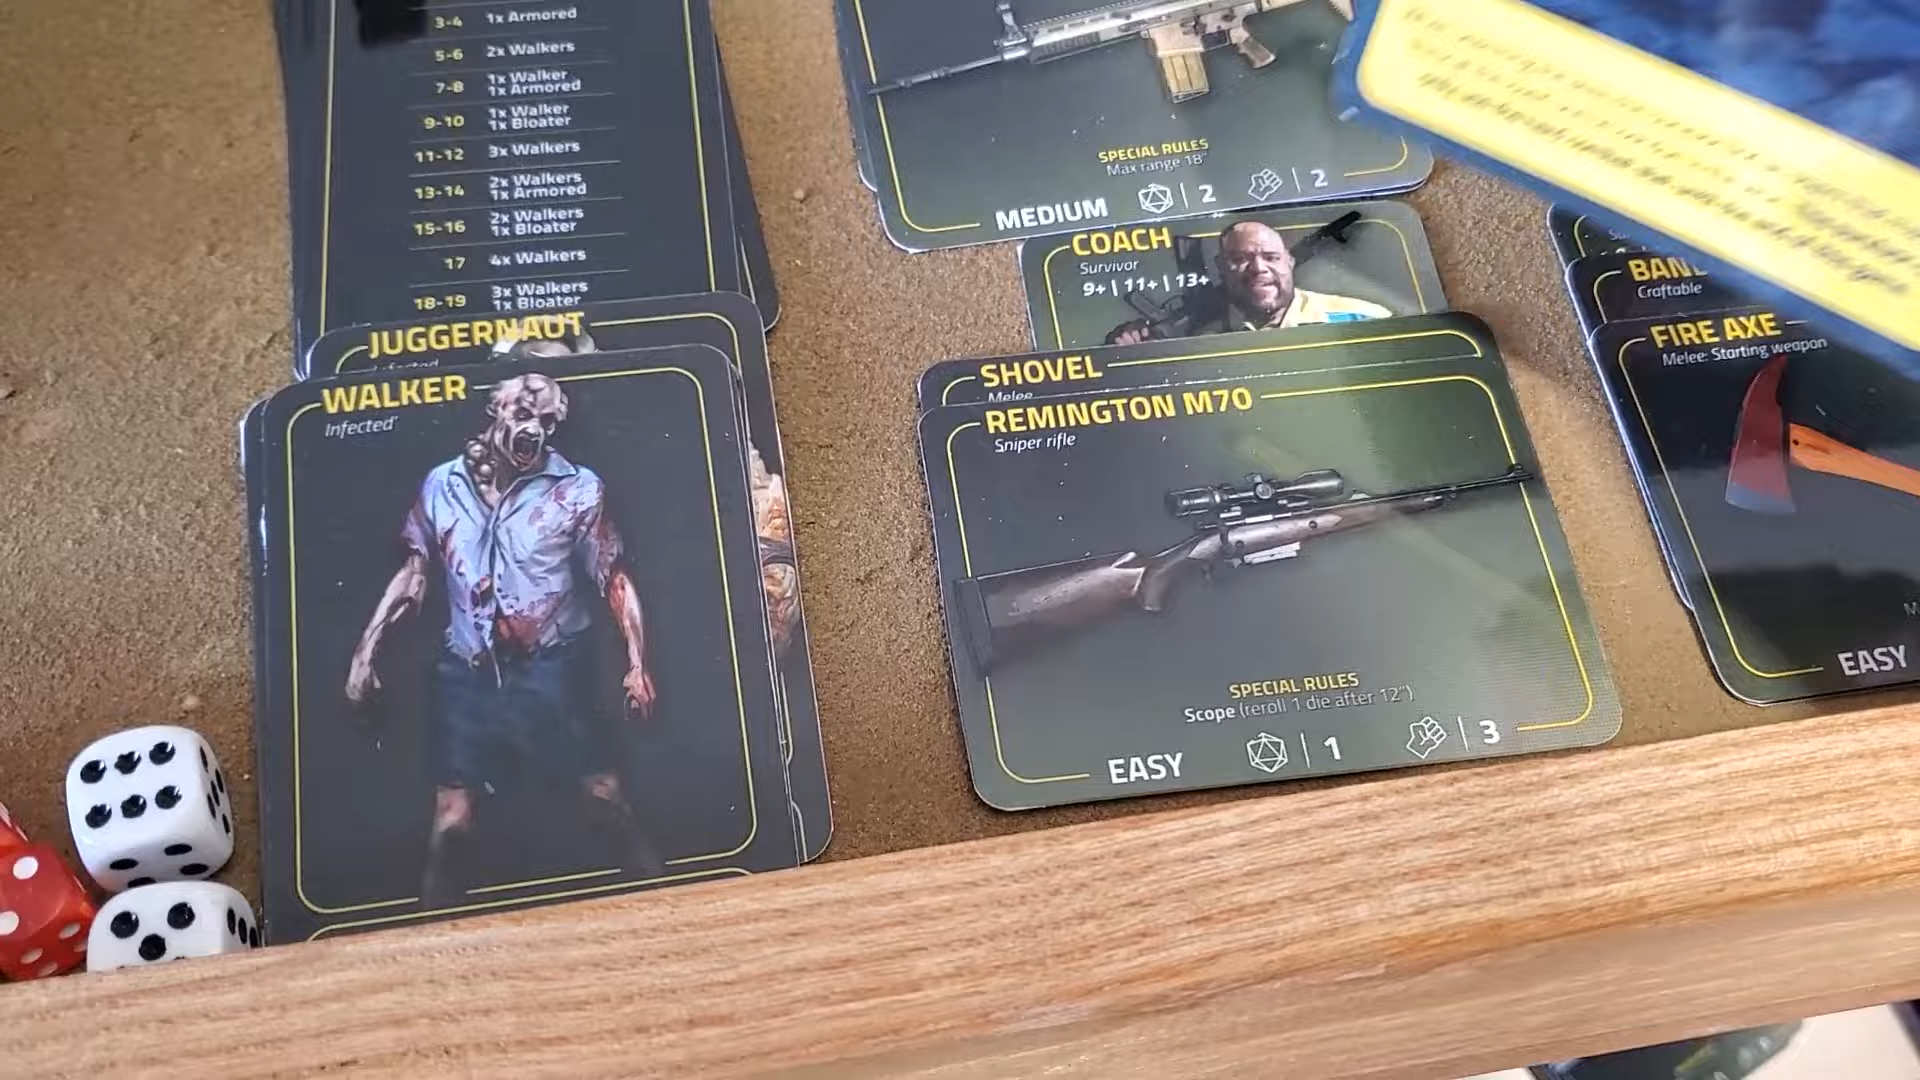 3-4 1x Armored
5-6 2x Walkers
7-8 1x Walker
1x Armored
9-10 1x Walker
1x Bloater
11-12 3x Walkers
13-14 2x Walkers
1x Armored
15-16 2x Walkers
1x Bloater
17 4x Walkers
18-19 3x Walkers
1x Bloater
JUGGERNAUT
Infected
WALKER
Infected
SPECIAL RULES
Max range 18"
MEDIUM | 2 | 2
COACH
Survivor
9+ | 11+ | 13+
SHOVEL
Melee
REMINGTON M70
Sniper rifle
SPECIAL RULES
Scope (reroll 1 die after 12")
EASY | 1 | 3
Craftable
FIRE AXE
Melee: Starting weapon
EASY